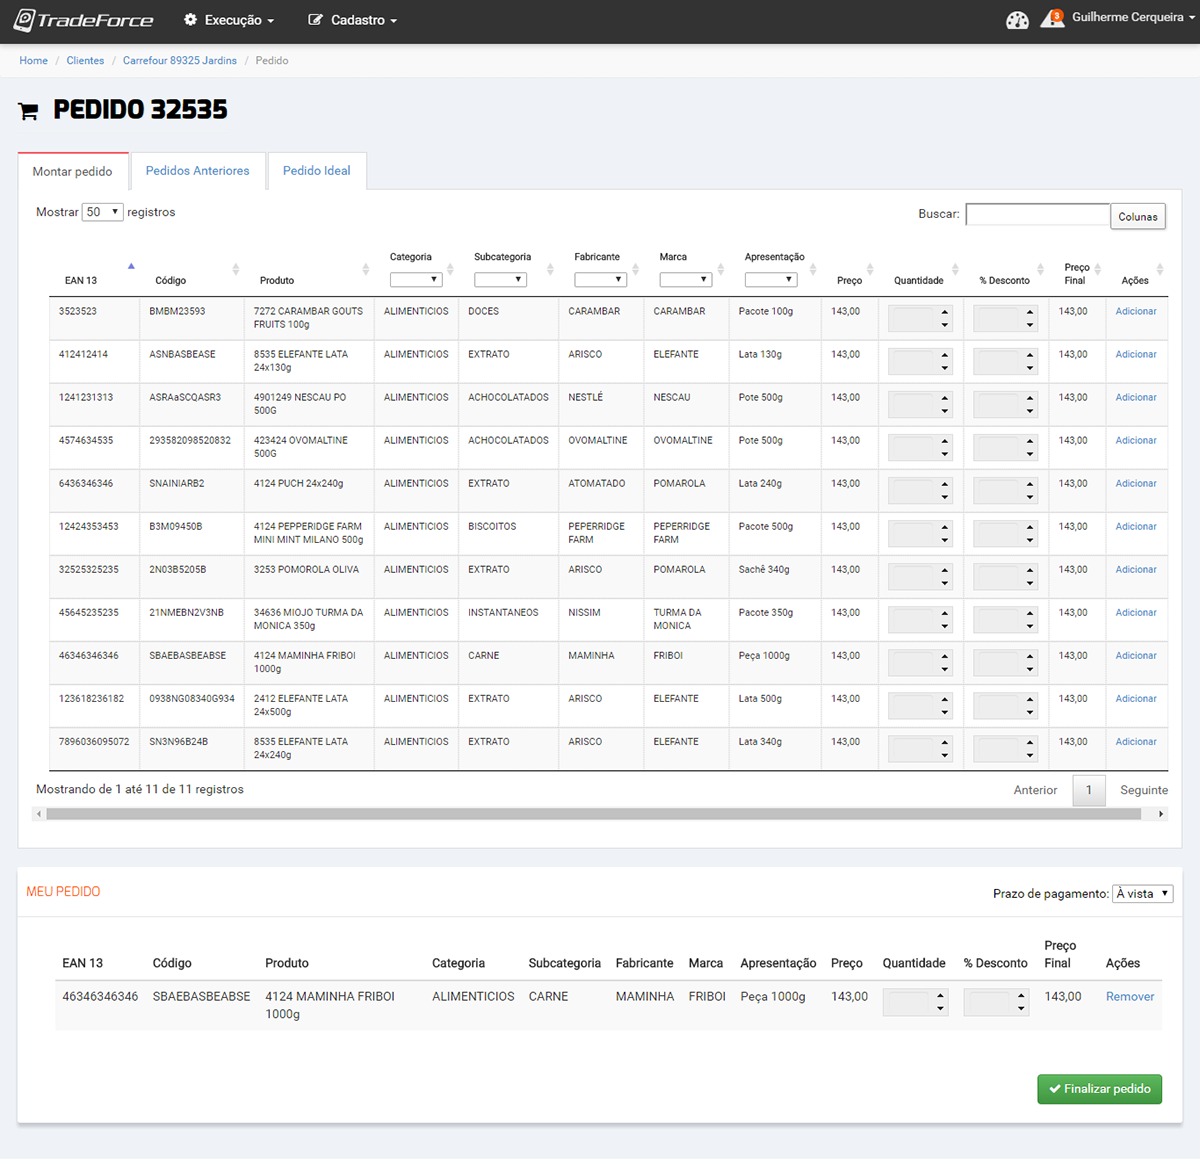 TradeForce Execução Cadastro 3 Guilherme Cerqueira
Home / Clientes / Carrefour 89325 Jardins / Pedido
PEDIDO 32535
Montar pedido Pedidos Anteriores Pedido Ideal
Mostrar 50 registros Buscar: Colunas
Categoria Subcategoria Fabricante Marca Apresentação
EAN 13 Código Produto Preço Quantidade % Desconto Preço Final Ações
3523523 BMBM23593 7272 CARAMBAR GOUTS ALIMENTICIOS DOCES CARAMBAR CARAMBAR Pacote 100g 143,00 143,00 Adicionar
FRUITS 100g
412412414 ASNBASBEASE 8535 ELEFANTE LATA ALIMENTICIOS EXTRATO ARISCO ELEFANTE Lata 130g 143,00 143,00 Adicionar
24x130g
1241231313 ASRAaSCQASR3 4901249 NESCAU PO ALIMENTICIOS ACHOCOLATADOS NESTLÉ NESCAU Pote 500g 143,00 143,00 Adicionar
500G
4574634535 293582098520832 423424 OVOMALTINE ALIMENTICIOS ACHOCOLATADOS OVOMALTINE OVOMALTINE Pote 500g 143,00 143,00 Adicionar
500G
6436346346 SNAINIARB2 4124 PUCH 24x240g ALIMENTICIOS EXTRATO ATOMATADO POMAROLA Lata 240g 143,00 143,00 Adicionar
12424353453 B3M09450B 4124 PEPPERIDGE FARM ALIMENTICIOS BISCOITOS PEPERRIDGE PEPERRIDGE Pacote 500g 143,00 143,00 Adicionar
MINI MINT MILANO 500g FARM FARM
32525325235 2N03B5205B 3253 POMOROLA OLIVA ALIMENTICIOS EXTRATO ARISCO POMAROLA Sachê 340g 143,00 143,00 Adicionar
45645235235 21NMEBN2V3NB 34636 MIOJO TURMA DA ALIMENTICIOS INSTANTANEOS NISSIM TURMA DA Pacote 350g 143,00 143,00 Adicionar
MONICA 350g MONICA
46346346346 SBAEBASBEABSE 4124 MAMINHA FRIBOI ALIMENTICIOS CARNE MAMINHA FRIBOI Peça 1000g 143,00 143,00 Adicionar
1000g
123618236182 0938NG08340G934 2412 ELEFANTE LATA ALIMENTICIOS EXTRATO ARISCO ELEFANTE Lata 500g 143,00 143,00 Adicionar
24x500g
7896036095072 SN3N96B24B 8535 ELEFANTE LATA ALIMENTICIOS EXTRATO ARISCO ELEFANTE Lata 340g 143,00 143,00 Adicionar
24x240g
Mostrando de 1 até 11 de 11 registros Anterior 1 Seguinte
MEU PEDIDO Prazo de pagamento: À vista
EAN 13 Código Produto Categoria Subcategoria Fabricante Marca Apresentação Preço Quantidade % Desconto Preço Final Ações
46346346346 SBAEBASBEABSE 4124 MAMINHA FRIBOI ALIMENTICIOS CARNE MAMINHA FRIBOI Peça 1000g 143,00 143,00 Remover
1000g
Finalizar pedido